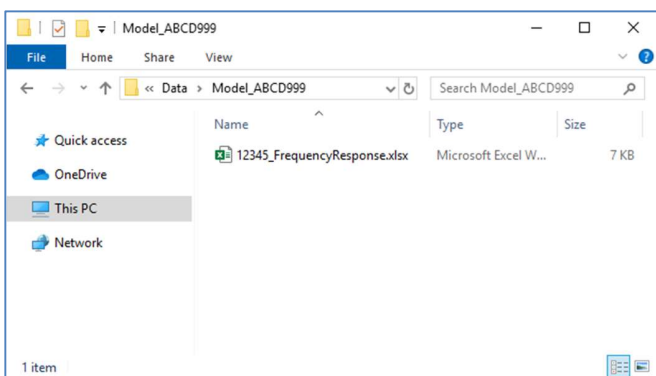 Model_ABCD999
File Home Share View
« Data › Model_ABCD999 Search Model_ABCD999
Name Type Size
Quick access
12345_FrequencyResponse.xlsx Microsoft Excel W... 7 KB
OneDrive
This PC
Network
1 item